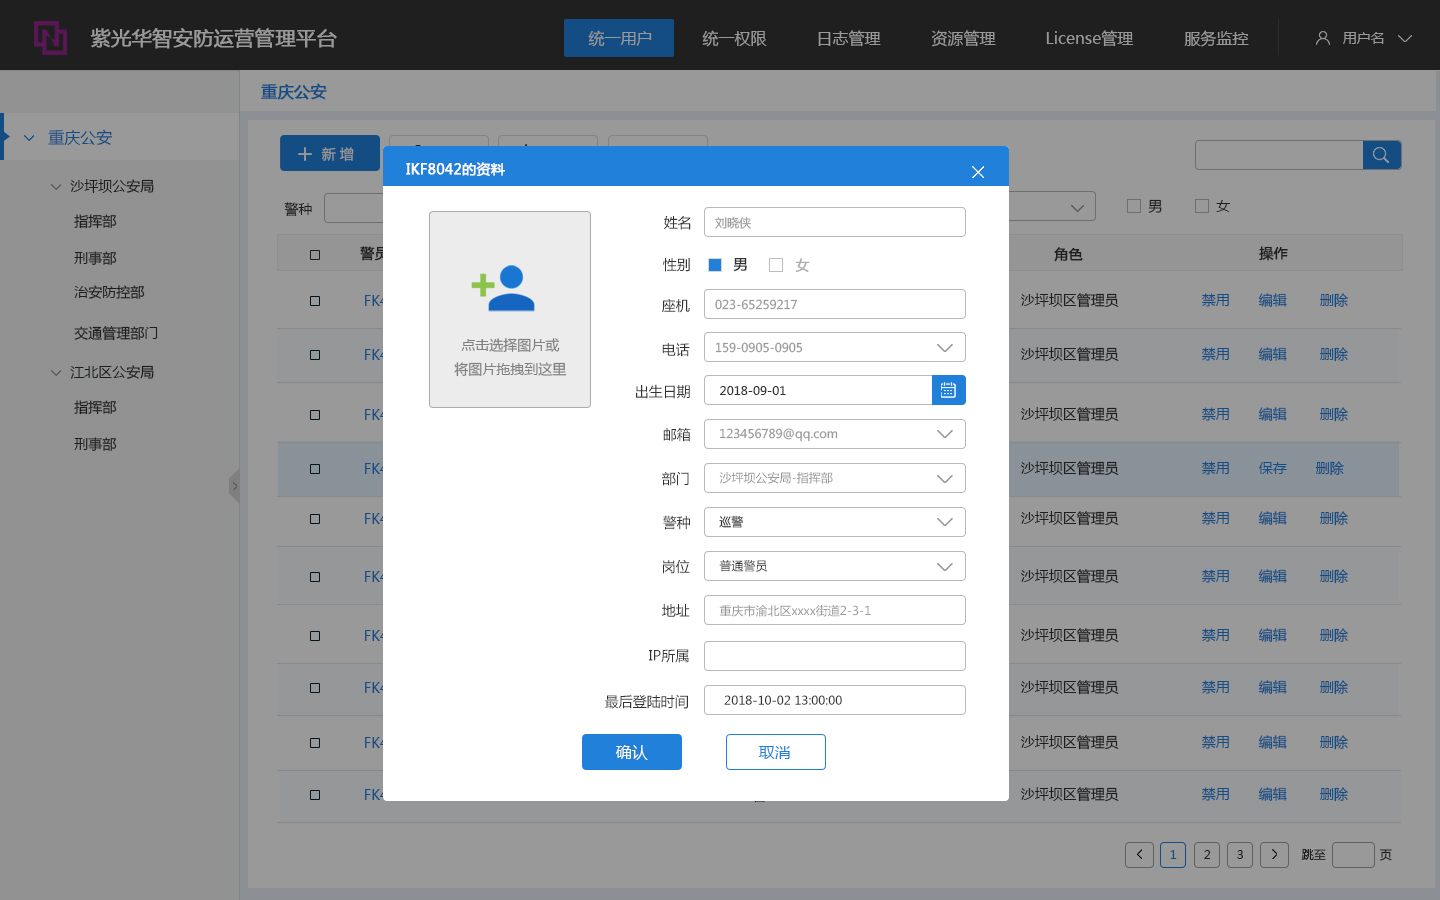 紫光华智安防运营管理平台
统一用户 统一权限 日志管理 资源管理 License管理 服务监控 用户名
重庆公安
重庆公安
沙坪坝公安局
指挥部
刑事部
治安防控部
交通管理部门
江北区公安局
指挥部
刑事部
新增
警种
男 女
角色 操作
沙坪坝区管理员 禁用 编辑 删除
沙坪坝区管理员 禁用 编辑 删除
沙坪坝区管理员 禁用 编辑 删除
沙坪坝区管理员 禁用 保存 删除
沙坪坝区管理员 禁用 编辑 删除
沙坪坝区管理员 禁用 编辑 删除
沙坪坝区管理员 禁用 编辑 删除
沙坪坝区管理员 禁用 编辑 删除
沙坪坝区管理员 禁用 编辑 删除
沙坪坝区管理员 禁用 编辑 删除
1 2 3 跳至 页
IKF8042的资料
点击选择图片或
将图片拖拽到这里
姓名 刘晓侠
性别 男 女
座机 023-65259217
电话 159-0905-0905
出生日期 2018-09-01
邮箱 123456789@qq.com
部门 沙坪坝公安局-指挥部
警种 巡警
岗位 普通警员
地址 重庆市渝北区xxxx街道2-3-1
IP所属
最后登陆时间 2018-10-02 13:00:00
确认 取消